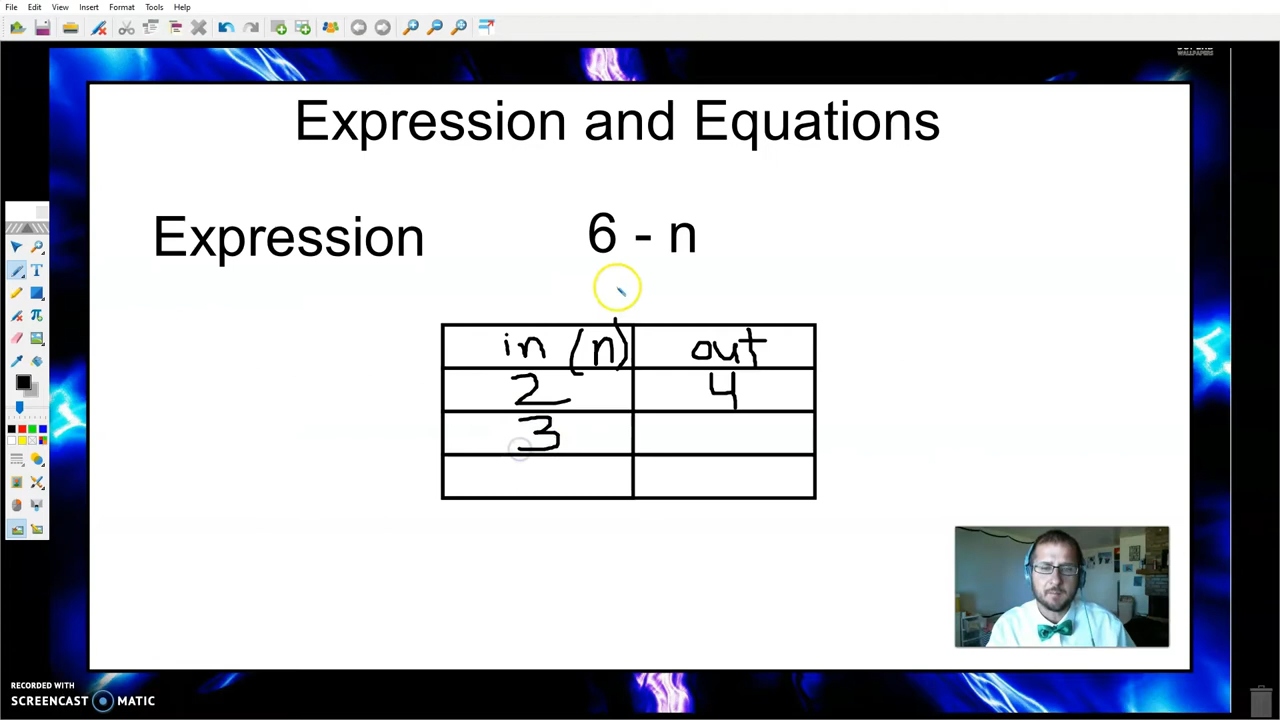 File Edit View Insert Format Tools Help
WALLPAPERS
Expression and Equations
Expression 6 - n
in (n) out
2 4
3
RECORDED WITH
SCREENCAST MATIC